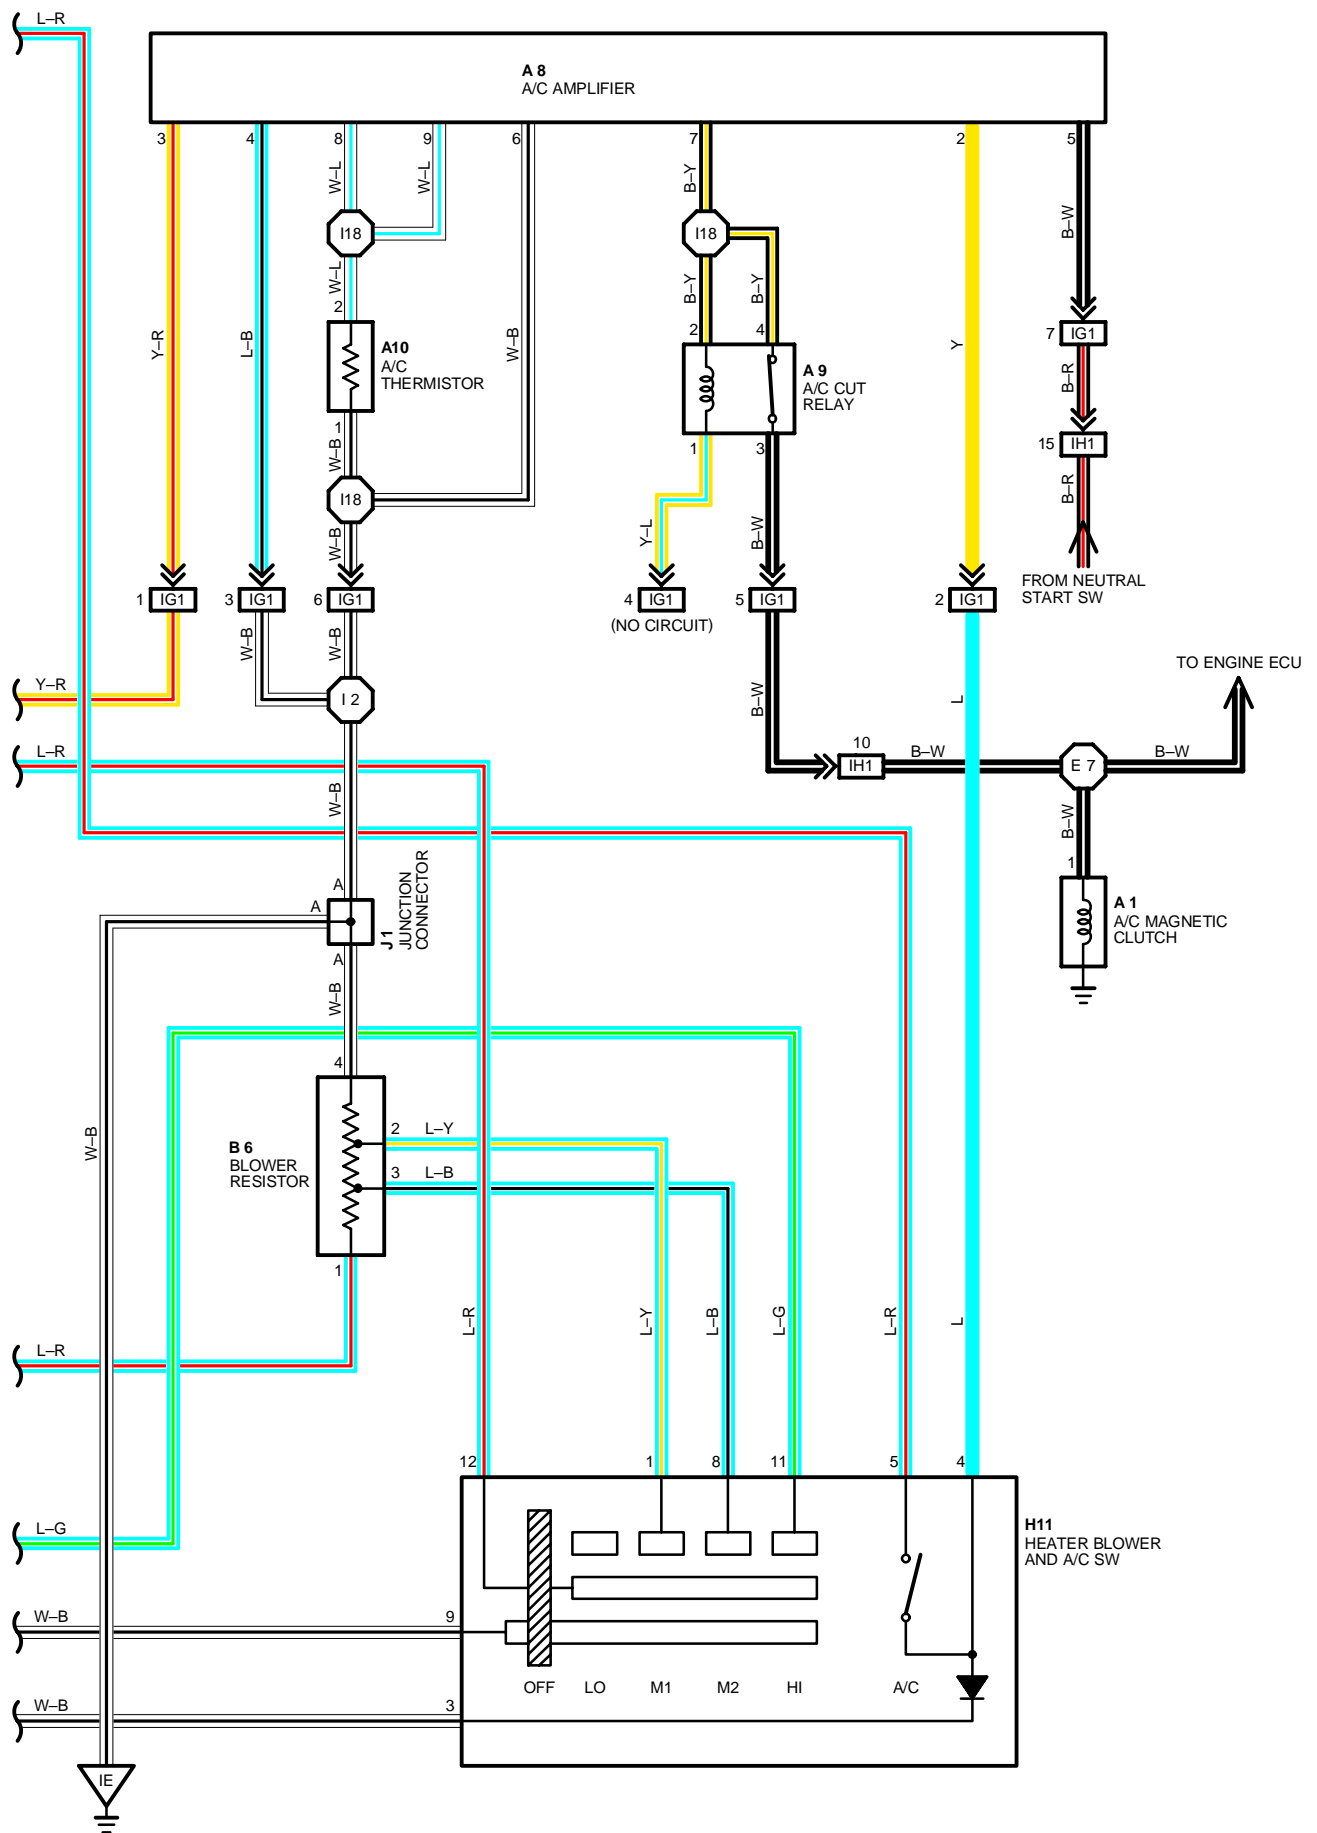 L–R
A 8
A/C AMPLIFIER
3
4
8
9
6
7
2
5
W–L
W–L
B–Y
B–W
I18
I18
W–L
B–Y
B–Y
2
2
4
7
IG1
Y–R
L–B
A10
A/C
THERMISTOR
W–B
A 9
A/C CUT
RELAY
Y
B–R
1
W–B
1
3
15
IH1
I18
B–R
W–B
Y–L
B–W
FROM NEUTRAL
START SW
1
IG1
3
IG1
6
IG1
4
IG1
(NO CIRCUIT)
5
IG1
2
IG1
W–B
W–B
TO ENGINE ECU
Y–R
I 2
B–W
L
L–R
10
IH1
B–W
E 7
B–W
W–B
B–W
1
A
A
J 1
JUNCTION
CONNECTOR
A
A 1
A/C MAGNETIC
CLUTCH
W–B
4
W–B
B 6
BLOWER
RESISTOR
2
L–Y
3
L–B
1
L–R
L–R
L–Y
L–B
L–G
L–R
L
12
1
8
11
5
4
L–G
H11
HEATER BLOWER
AND A/C SW
W–B
9
OFF
LO
M1
M2
HI
A/C
W–B
3
IE